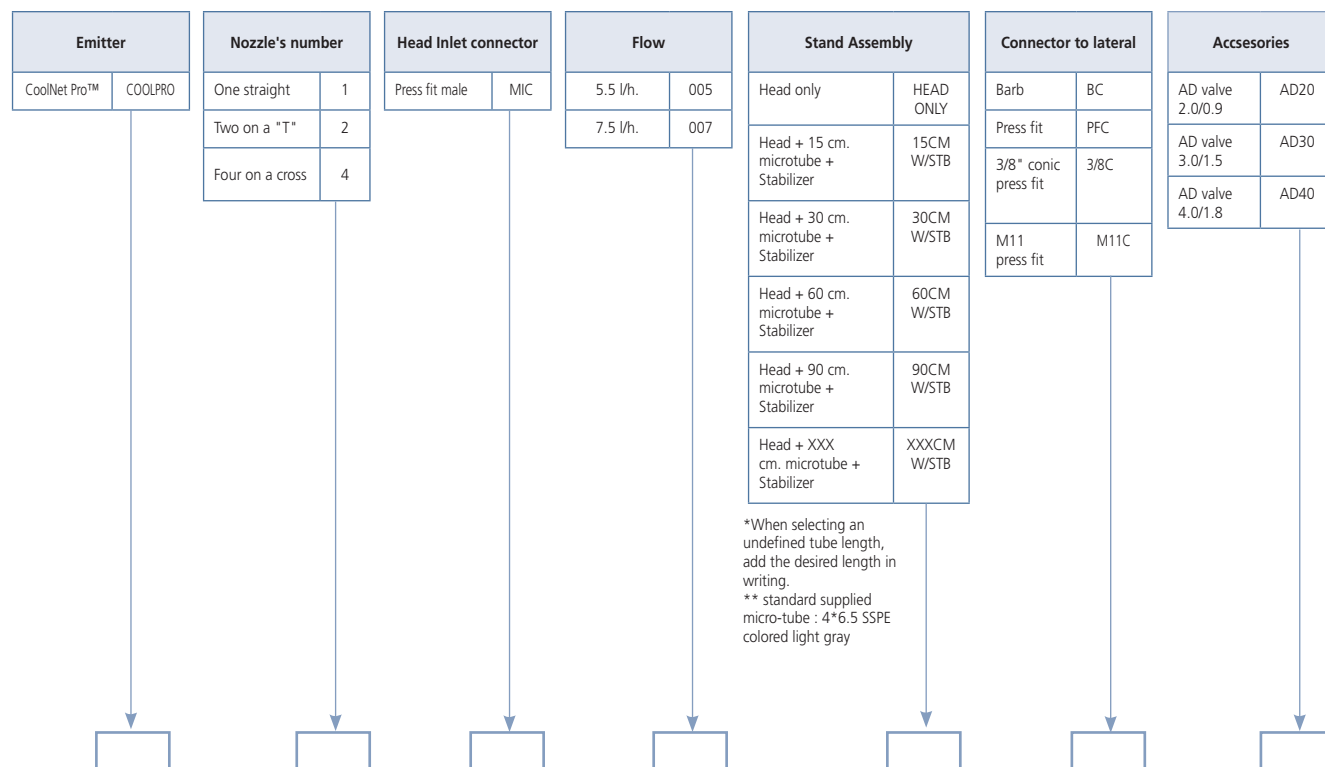 Emitter
CoolNet Pro™ COOLPRO
Nozzle's number
One straight 1
Two on a "T" 2
Four on a cross 4
Head Inlet connector
Press fit male MIC
Flow
5.5 l/h. 005
7.5 l/h. 007
Stand Assembly
Head only HEAD
ONLY
Head + 15 cm. 15CM
microtube + W/STB
Stabilizer
Head + 30 cm. 30CM
microtube + W/STB
Stabilizer
Head + 60 cm. 60CM
microtube + W/STB
Stabilizer
Head + 90 cm. 90CM
microtube + W/STB
Stabilizer
Head + XXX XXXCM
cm. microtube + W/STB
Stabilizer
*When selecting an
undefined tube length,
add the desired length in
writing.
** standard supplied
micro-tube : 4*6.5 SSPE
colored light gray
Connector to lateral
Barb BC
Press fit PFC
3/8" conic 3/8C
press fit
M11 M11C
press fit
Accsesories
AD valve AD20
2.0/0.9
AD valve AD30
3.0/1.5
AD valve AD40
4.0/1.8